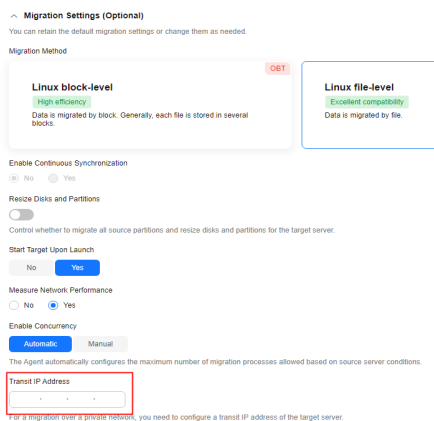 Migration Settings (Optional)
You can retain the default migration settings or change them as needed.
Migration Method
OBT
Linux block-level
High efficiency
Data is migrated by block. Generally, each file is stored in several
blocks.
Linux file-level
Excellent compatibility
Data is migrated by file.
Enable Continuous Synchronization
No Yes
Resize Disks and Partitions
Control whether to migrate all source partitions and resize disks and partitions for the target server.
Start Target Upon Launch
No Yes
Measure Network Performance
No Yes
Enable Concurrency
Automatic Manual
The Agent automatically configures the maximum number of migration processes allowed based on source server conditions.
Transit IP Address
. . .
For a migration over a private network, you need to configure a transit IP address of the target server.